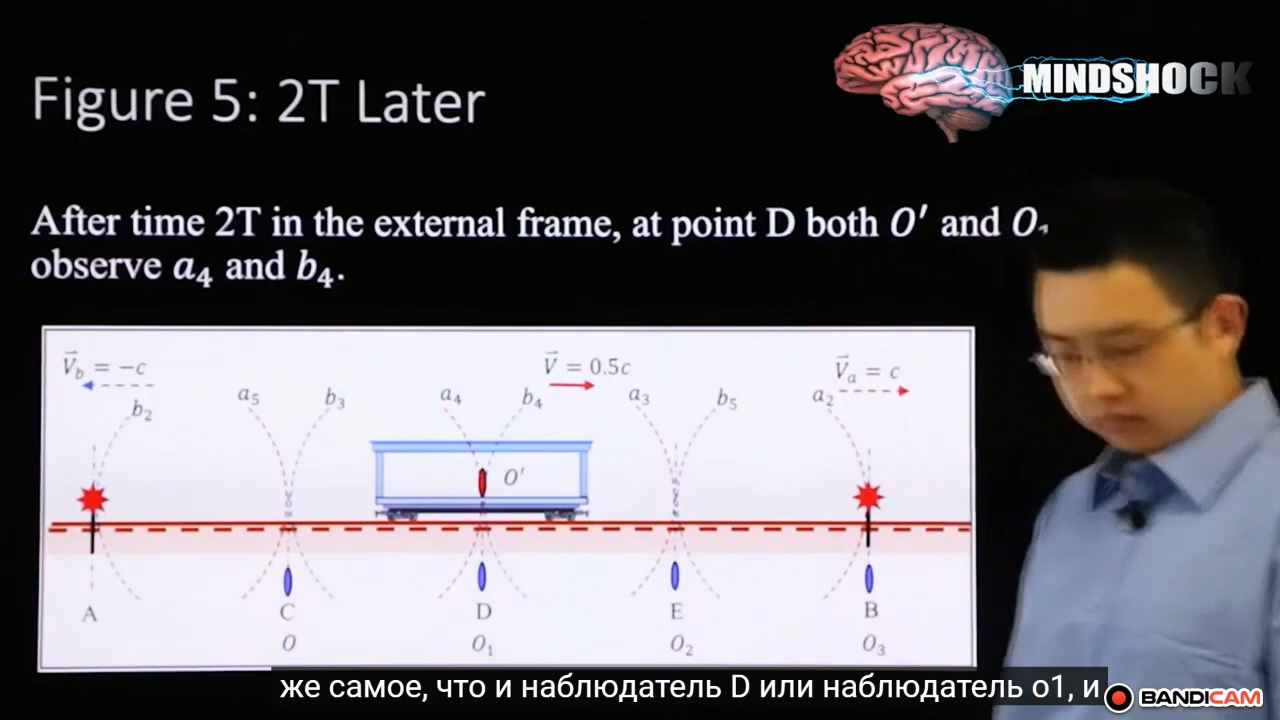 MINDSHOCK
Figure 5: 2T Later
After time 2T in the external frame, at point D both O′ and O₁
observe a₄ and b₄.
V⃗b = −c
V⃗ = 0.5c
V⃗a = c
b₂ a₅ b₃ a₄ b₄ a₃ b₅ a₂
O′
A C D E B
O O₁ O₂ O₃
же самое, что и наблюдатель D или наблюдатель о1, и
BANDICAM